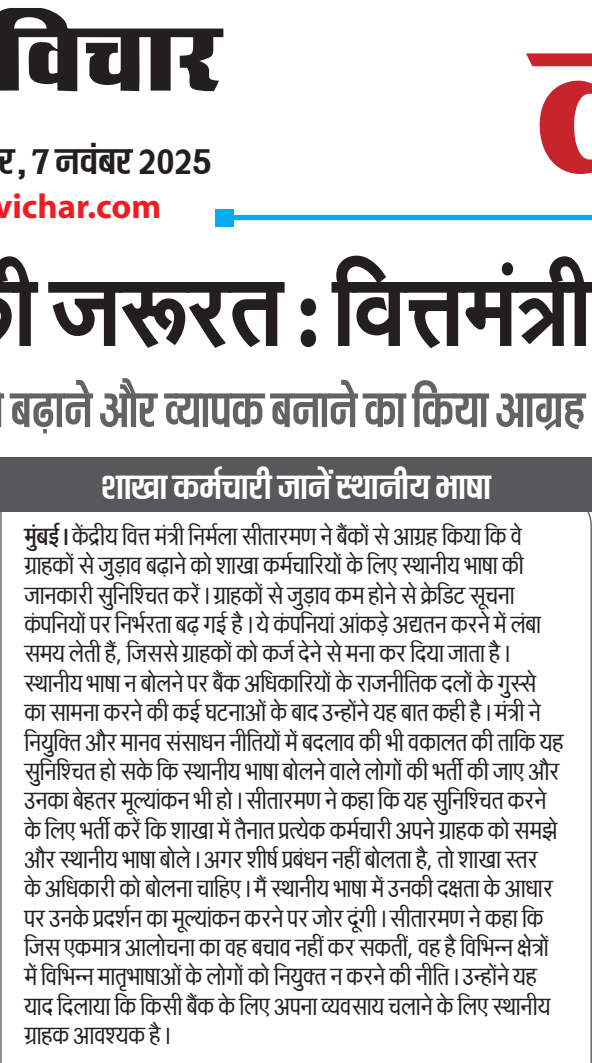 विचार
7 नवंबर 2025
vichar.com
जरूरत : वित्तमंत्री
बढ़ाने और व्यापक बनाने का किया आग्रह
शाखा कर्मचारी जानें स्थानीय भाषा
मुंबई। केंद्रीय वित्त मंत्री निर्मला सीतारमण ने बैंकों से आग्रह किया कि वे
ग्राहकों से जुड़ाव बढ़ाने को शाखा कर्मचारियों के लिए स्थानीय भाषा की
जानकारी सुनिश्चित करें। ग्राहकों से जुड़ाव कम होने से क्रेडिट सूचना
कंपनियों पर निर्भरता बढ़ गई है। ये कंपनियां आंकड़े अद्यतन करने में लंबा
समय लेती हैं, जिससे ग्राहकों को कर्ज देने से मना कर दिया जाता है।
स्थानीय भाषा न बोलने पर बैंक अधिकारियों के राजनीतिक दलों के गुस्से
का सामना करने की कई घटनाओं के बाद उन्होंने यह बात कही है। मंत्री ने
नियुक्ति और मानव संसाधन नीतियों में बदलाव की भी वकालत की ताकि यह
सुनिश्चित हो सके कि स्थानीय भाषा बोलने वाले लोगों की भर्ती की जाए और
उनका बेहतर मूल्यांकन भी हो। सीतारमण ने कहा कि यह सुनिश्चित करने
के लिए भर्ती करें कि शाखा में तैनात प्रत्येक कर्मचारी अपने ग्राहक को समझे
और स्थानीय भाषा बोले। अगर शीर्ष प्रबंधन नहीं बोलता है, तो शाखा स्तर
के अधिकारी को बोलना चाहिए। मैं स्थानीय भाषा में उनकी दक्षता के आधार
पर उनके प्रदर्शन का मूल्यांकन करने पर जोर दूंगी। सीतारमण ने कहा कि
जिस एकमात्र आलोचना का वह बचाव नहीं कर सकतीं, वह है विभिन्न क्षेत्रों
में विभिन्न मातृभाषाओं के लोगों को नियुक्त न करने की नीति। उन्होंने यह
याद दिलाया कि किसी बैंक के लिए अपना व्यवसाय चलाने के लिए स्थानीय
ग्राहक आवश्यक है।